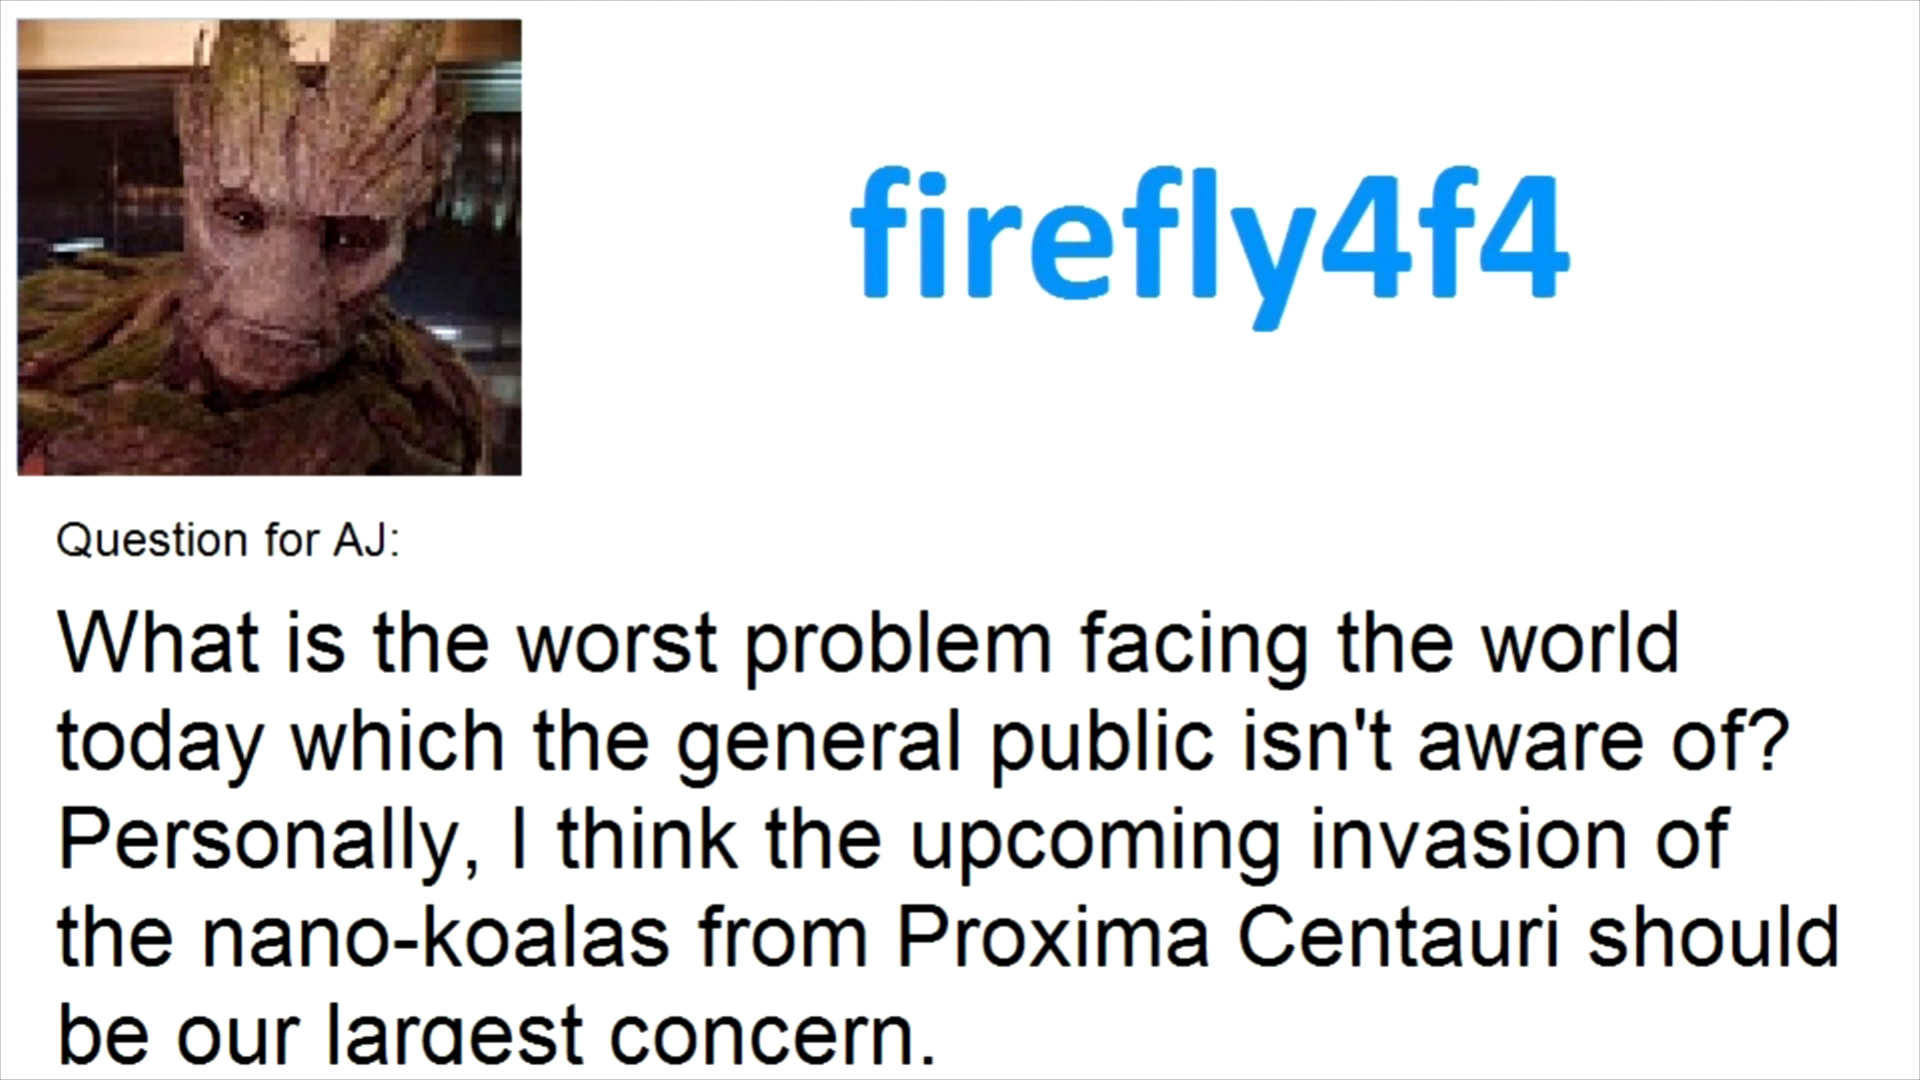 firefly4f4
Question for AJ:
What is the worst problem facing the world
today which the general public isn't aware of?
Personally, I think the upcoming invasion of
the nano-koalas from Proxima Centauri should
be our largest concern.